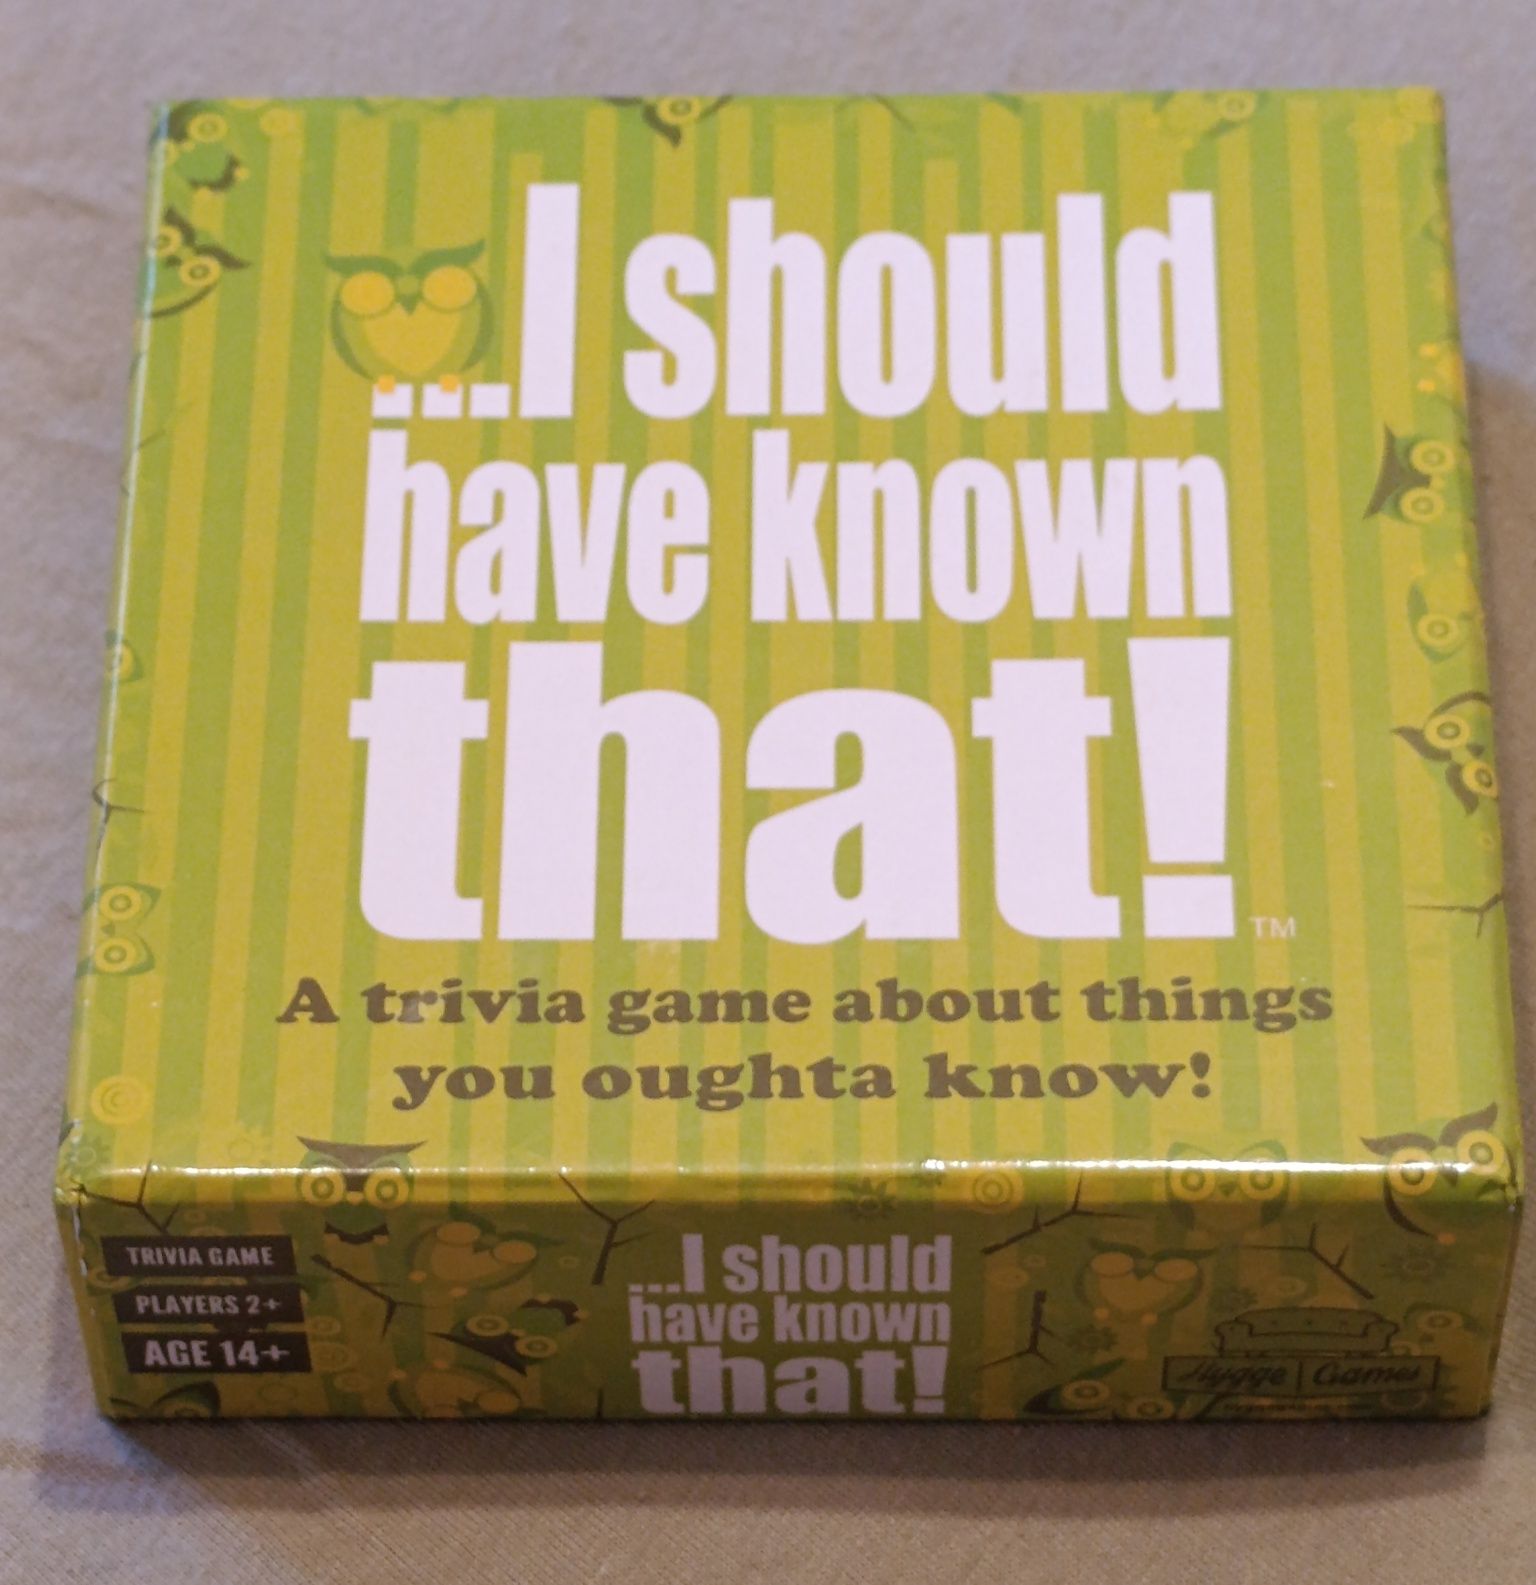 ...I should
have known
that!
TM
A trivia game about things
you oughta know!
TRIVIA GAME
PLAYERS 2+
AGE 14+
...I should
have known
that!
Hygge | Games